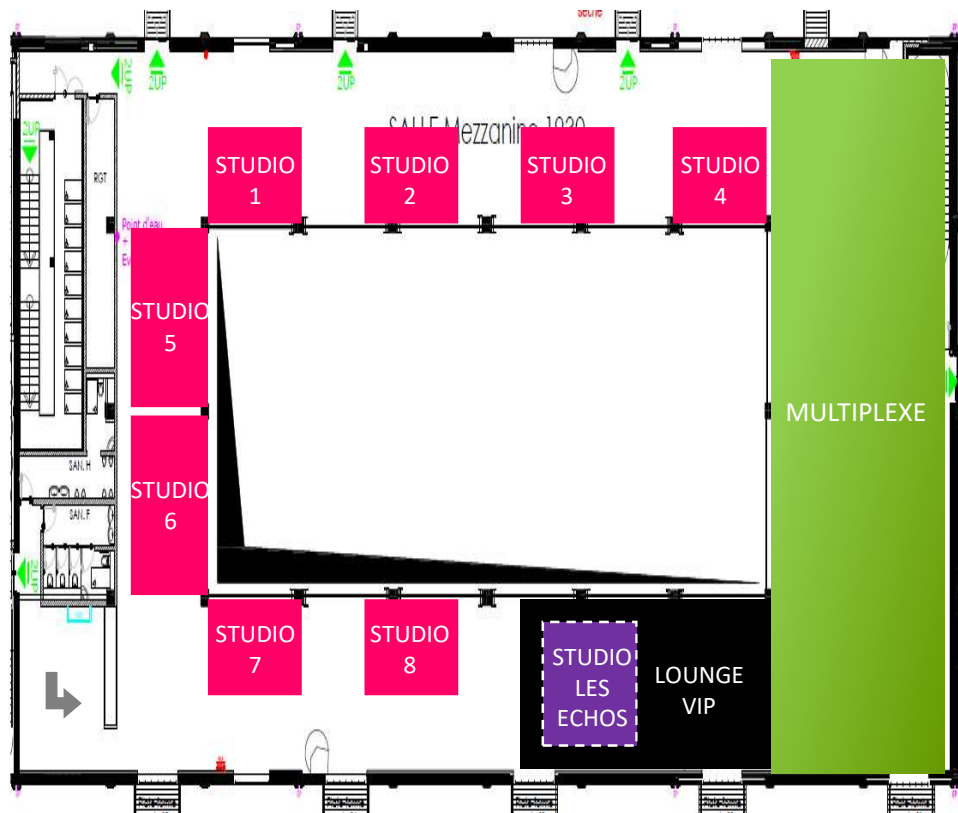 2UP
2UP
2UP
2UP
2UP
SALLE Mezzanine 1930
RGT
Point d'eau
+
STUDIO
1
STUDIO
2
STUDIO
3
STUDIO
4
STUDIO
5
STUDIO
6
MULTIPLEXE
SAN. H
SAN. F
2UP
STUDIO
7
STUDIO
8
STUDIO
LES
ECHOS
LOUNGE
VIP